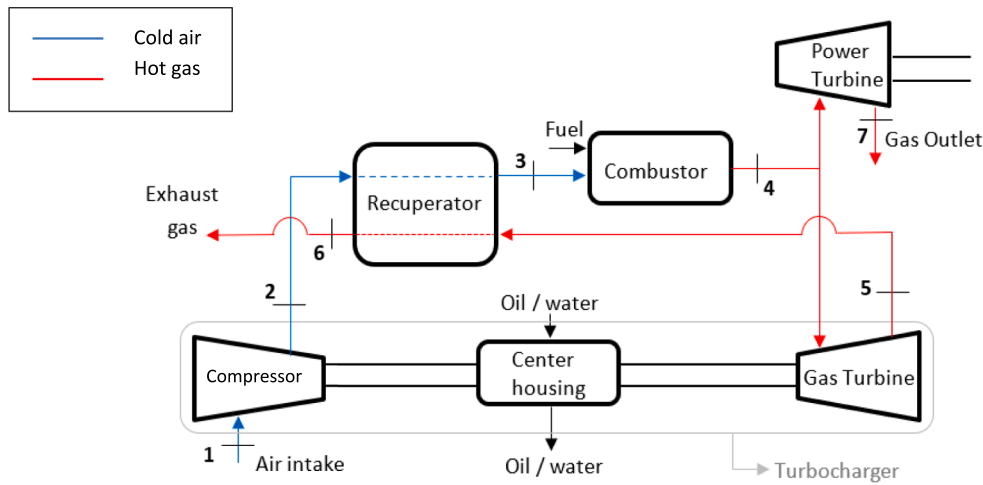 Cold air
Hot gas
Power
Turbine
7
Gas Outlet
Fuel
3
Combustor
4
Exhaust
gas
Recuperator
6
2
5
Oil / water
Compressor
Center
housing
Gas Turbine
1
Air intake
Oil / water
Turbocharger